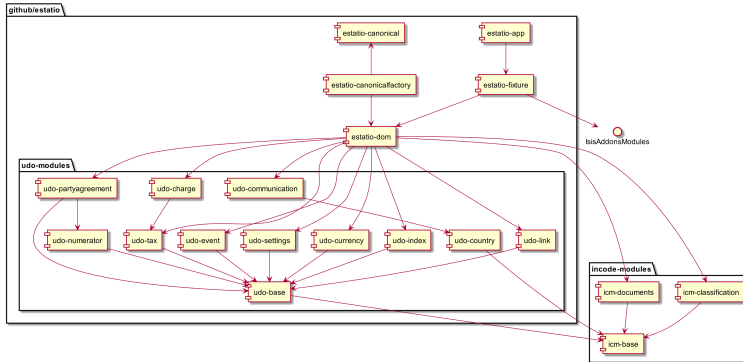 github/estatio
estatio-canonical
estatio-app
estatio-canonicalfactory
estatio-fixture
estatio-dom
IsisAddonsModules
udo-modules
udo-partyagreement
udo-charge
udo-communication
udo-numerator
udo-tax
udo-event
udo-settings
udo-currency
udo-index
udo-country
udo-link
udo-base
incode-modules
icm-documents
icm-classification
icm-base